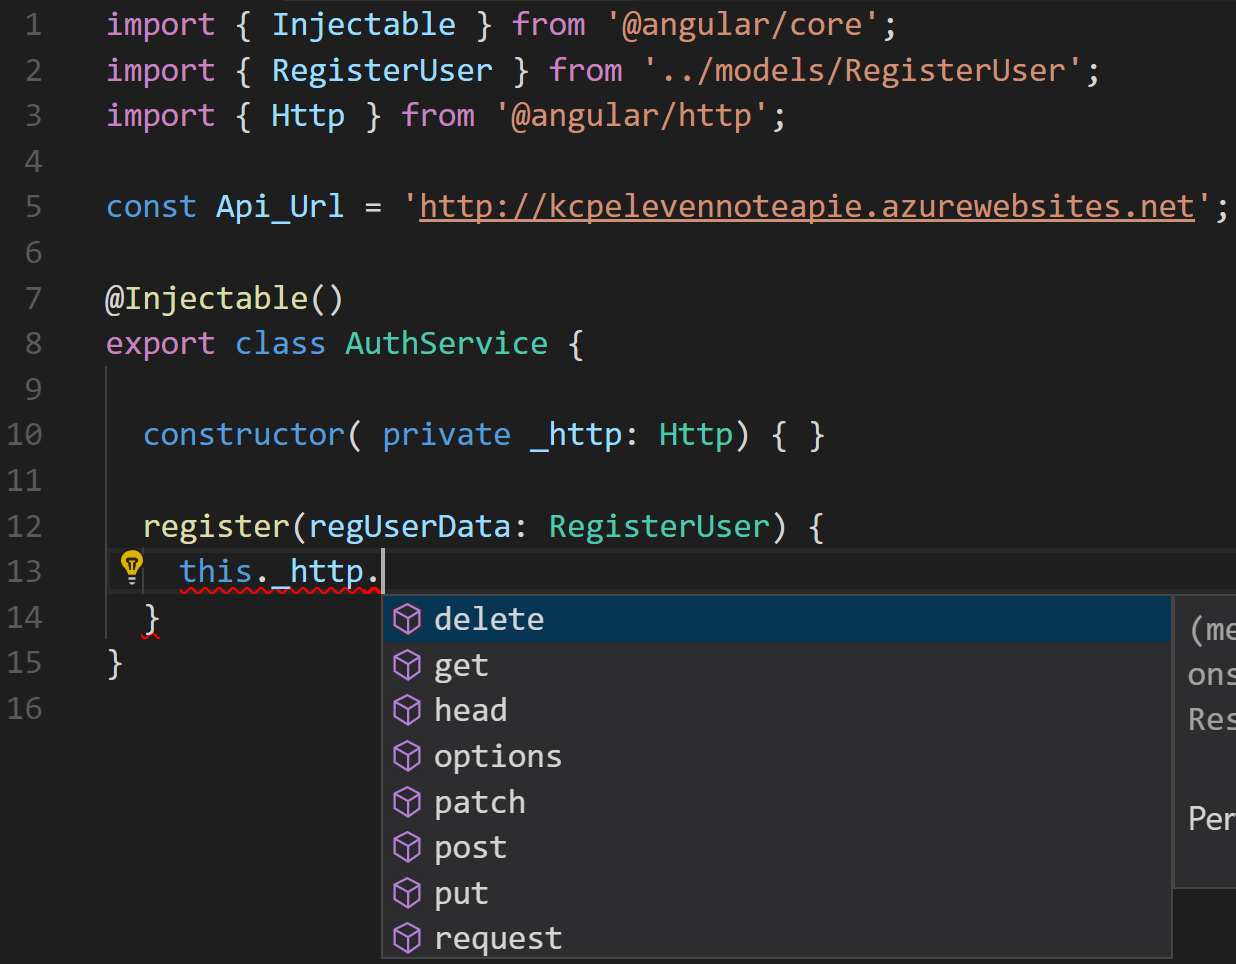 1 import { Injectable } from '@angular/core';
2 import { RegisterUser } from '../models/RegisterUser';
3 import { Http } from '@angular/http';
4
5 const Api_Url = 'http://kcpelevennoteapie.azurewebsites.net';
6
7 @Injectable()
8 export class AuthService {
9
10 constructor( private _http: Http) { }
11
12 register(regUserData: RegisterUser) {
13 this._http.
14 }
15 }
16
delete
get
head
options
patch
post
put
request
(me
ons
Res
Per